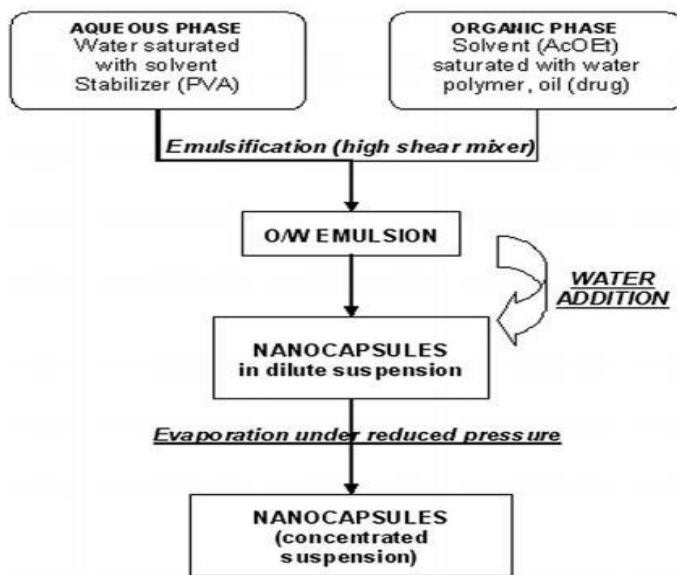 AQUEOUS PHASE
Water saturated
with solvent
Stabilizer (PVA)
ORGANIC PHASE
Solvent (AcOEt)
saturated with water
polymer, oil (drug)
Emulsification (high shear mixer)
O/W EMULSION
WATER
ADDITION
NANOCAPSULES
in dilute suspension
Evaporation under reduced pressure
NANOCAPSULES
(concentrated
suspension)